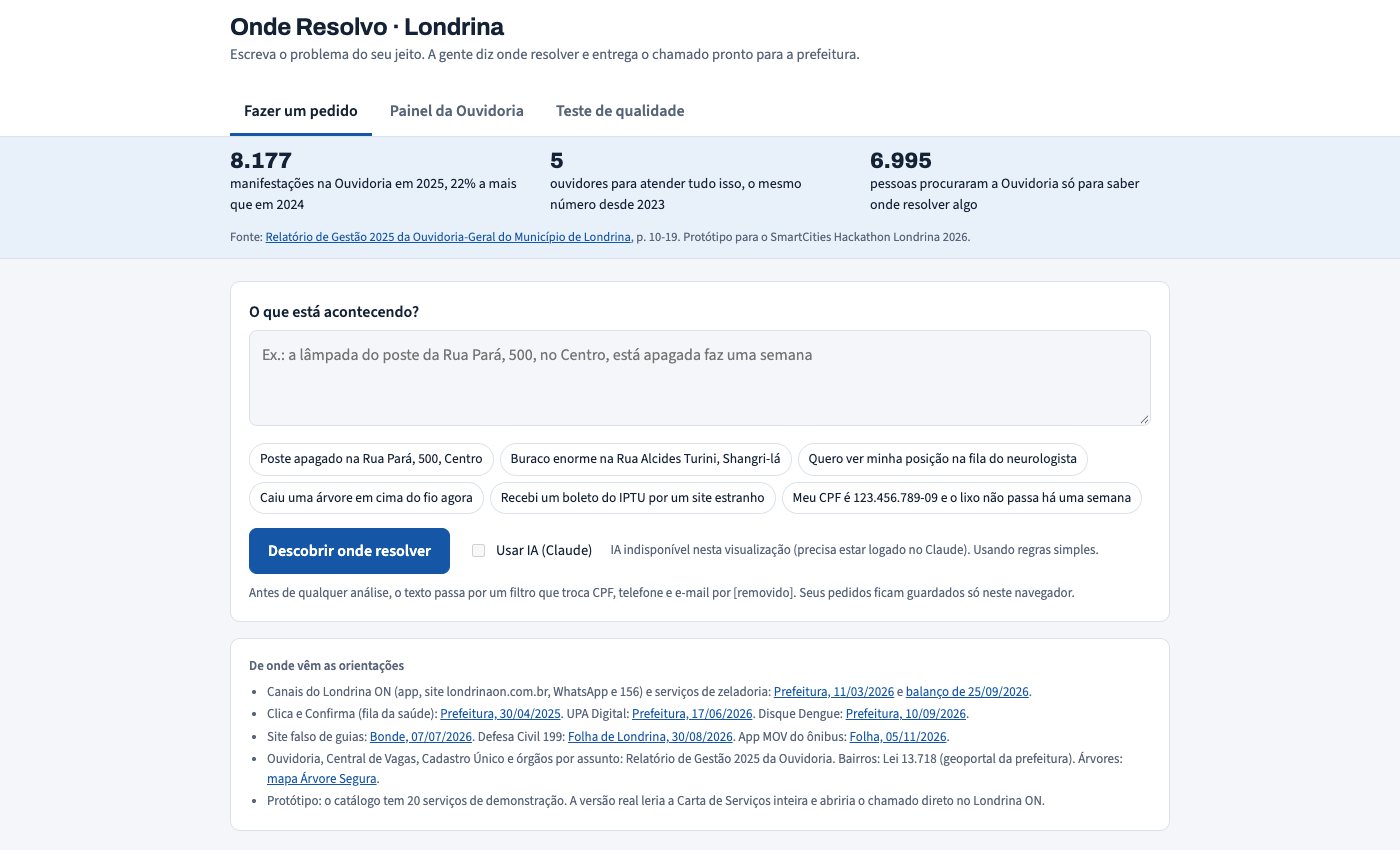 Onde Resolvo · Londrina
Escreva o problema do seu jeito. A gente diz onde resolver e entrega o chamado pronto para a prefeitura.
Fazer um pedido
Painel da Ouvidoria
Teste de qualidade
8.177
manifestações na Ouvidoria em 2025, 22% a mais
que em 2024
5
ouvidores para atender tudo isso, o mesmo
número desde 2023
6.995
pessoas procuraram a Ouvidoria só para saber
onde resolver algo
Fonte: Relatório de Gestão 2025 da Ouvidoria-Geral do Município de Londrina, p. 10-19. Protótipo para o SmartCities Hackathon Londrina 2026.
O que está acontecendo?
Ex.: a lâmpada do poste da Rua Pará, 500, no Centro, está apagada faz uma semana
Poste apagado na Rua Pará, 500, Centro
Buraco enorme na Rua Alcides Turini, Shangri-lá
Quero ver minha posição na fila do neurologista
Caiu uma árvore em cima do fio agora
Recebi um boleto do IPTU por um site estranho
Meu CPF é 123.456.789-09 e o lixo não passa há uma semana
Descobrir onde resolver
Usar IA (Claude)
IA indisponível nesta visualização (precisa estar logado no Claude). Usando regras simples.
Antes de qualquer análise, o texto passa por um filtro que troca CPF, telefone e e-mail por [removido]. Seus pedidos ficam guardados só neste navegador.
De onde vêm as orientações
Canais do Londrina ON (app, site londrinaon.com.br, WhatsApp e 156) e serviços de zeladoria: Prefeitura, 11/03/2026 e balanço de 25/09/2026.
Clica e Confirma (fila da saúde): Prefeitura, 30/04/2025. UPA Digital: Prefeitura, 17/06/2026. Disque Dengue: Prefeitura, 10/09/2026.
Site falso de guias: Bonde, 07/07/2026. Defesa Civil 199: Folha de Londrina, 30/08/2026. App MOV do ônibus: Folha, 05/11/2026.
Ouvidoria, Central de Vagas, Cadastro Único e órgãos por assunto: Relatório de Gestão 2025 da Ouvidoria. Bairros: Lei 13.718 (geoportal da prefeitura). Árvores:
mapa Árvore Segura.
Protótipo: o catálogo tem 20 serviços de demonstração. A versão real leria a Carta de Serviços inteira e abriria o chamado direto no Londrina ON.